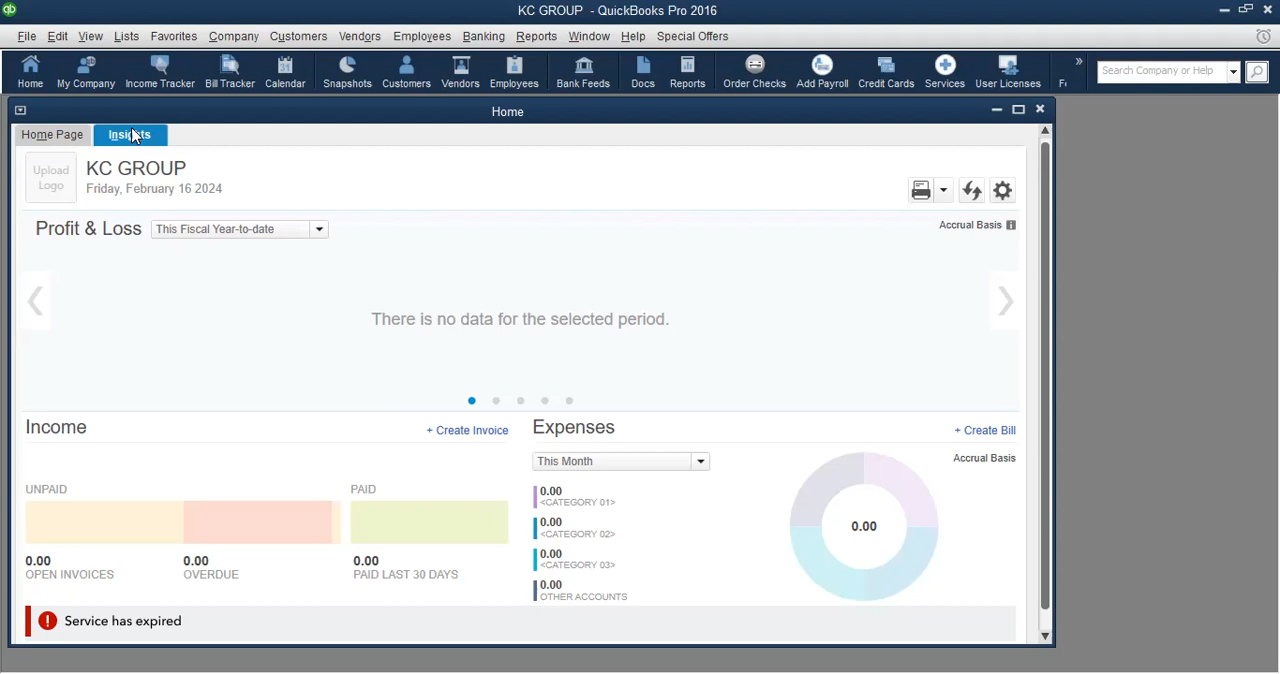 qb
KC GROUP - QuickBooks Pro 2016
File Edit View Lists Favorites Company Customers Vendors Employees Banking Reports Window Help Special Offers
Home My Company Income Tracker Bill Tracker Calendar Snapshots Customers Vendors Employees Bank Feeds Docs Reports Order Checks Add Payroll Credit Cards Services User Licenses » Search Company or Help
Home
Home Page Insights
Upload Logo
KC GROUP
Friday, February 16 2024
Profit & Loss This Fiscal Year-to-date Accrual Basis
There is no data for the selected period.
Income + Create Invoice
UNPAID PAID
0.00 0.00 0.00
OPEN INVOICES OVERDUE PAID LAST 30 DAYS
Expenses + Create Bill
This Month Accrual Basis
0.00
<CATEGORY 01>
0.00
<CATEGORY 02>
0.00
<CATEGORY 03>
0.00
OTHER ACCOUNTS
0.00
Service has expired